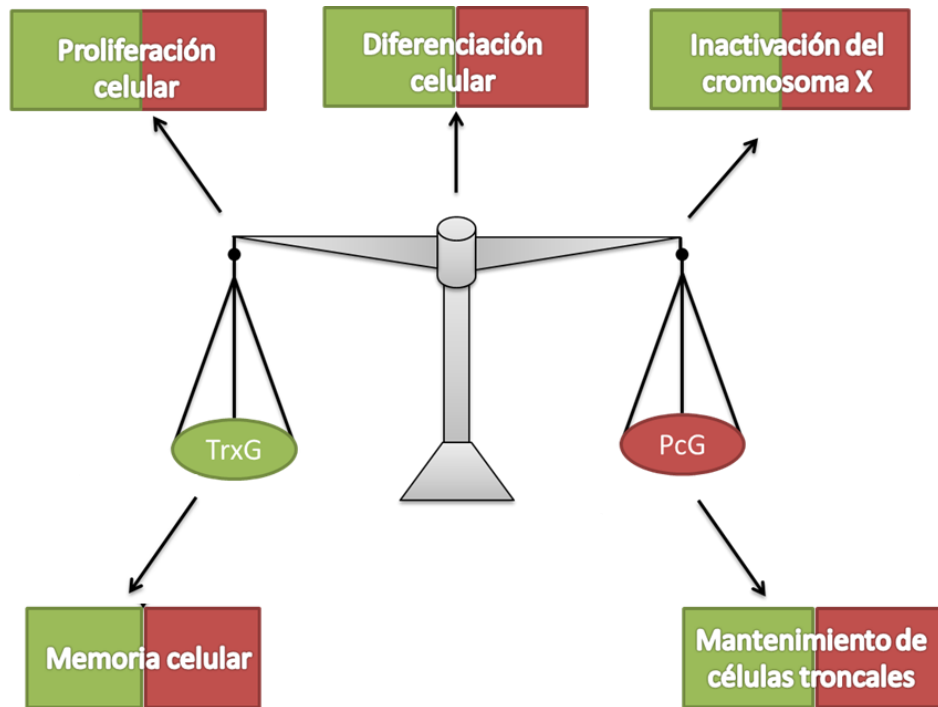 Proliferación
celular
Diferenciación
celular
Inactivación del
cromosoma X
TrxG
PcG
Memoria celular
Mantenimiento de
células troncales